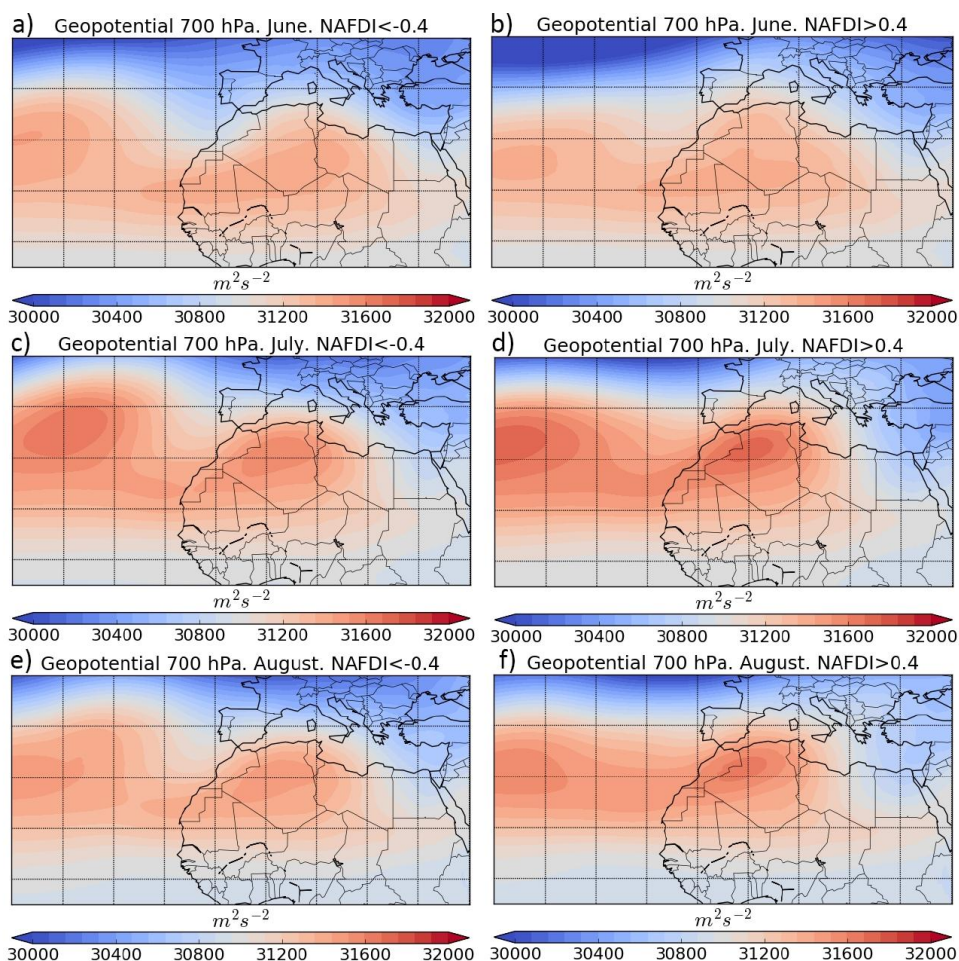 a) Geopotential 700 hPa. June. NAFDI<-0.4
b) Geopotential 700 hPa. June. NAFDI>0.4
m²s⁻²
m²s⁻²
30000 30400 30800 31200 31600 32000
30000 30400 30800 31200 31600 32000
c) Geopotential 700 hPa. July. NAFDI<-0.4
d) Geopotential 700 hPa. July. NAFDI>0.4
m²s⁻²
m²s⁻²
30000 30400 30800 31200 31600 32000
30000 30400 30800 31200 31600 32000
e) Geopotential 700 hPa. August. NAFDI<-0.4
f) Geopotential 700 hPa. August. NAFDI>0.4
m²s⁻²
m²s⁻²
30000 30400 30800 31200 31600 32000
30000 30400 30800 31200 31600 32000